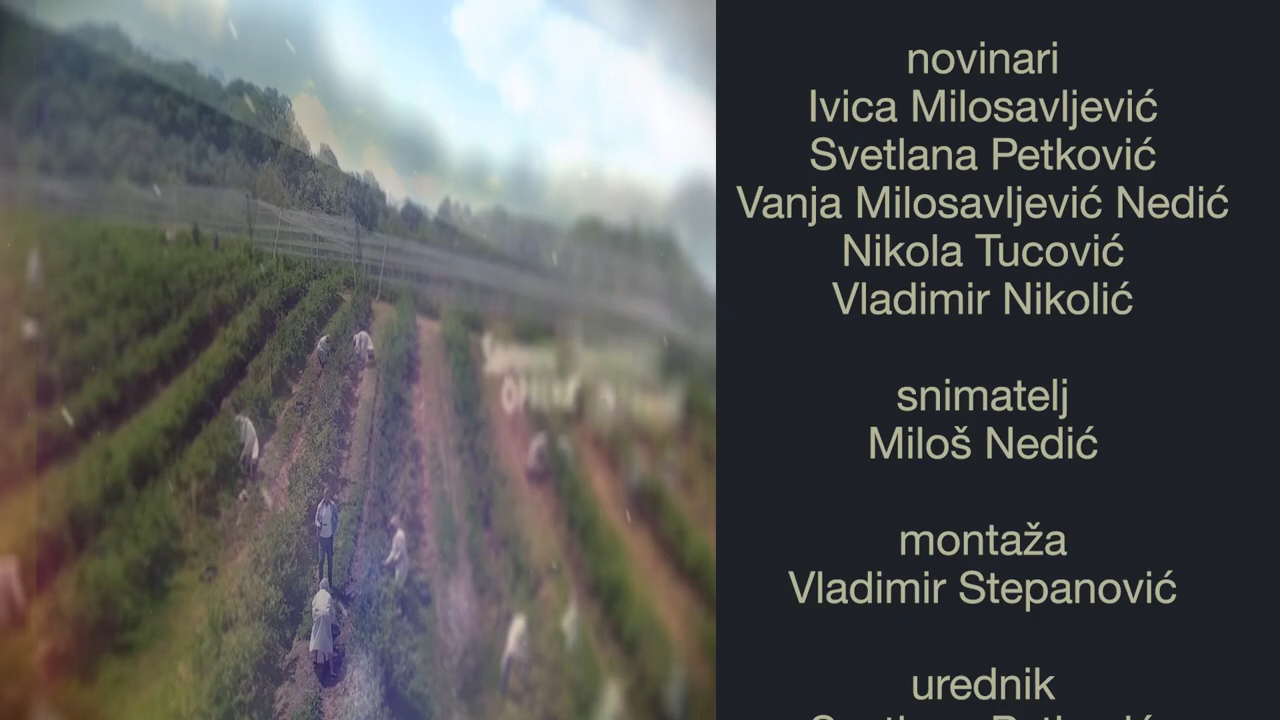 novinari
Ivica Milosavljević
Svetlana Petković
Vanja Milosavljević Nedić
Nikola Tucović
Vladimir Nikolić
snimatelj
Miloš Nedić
montaža
Vladimir Stepanović
urednik